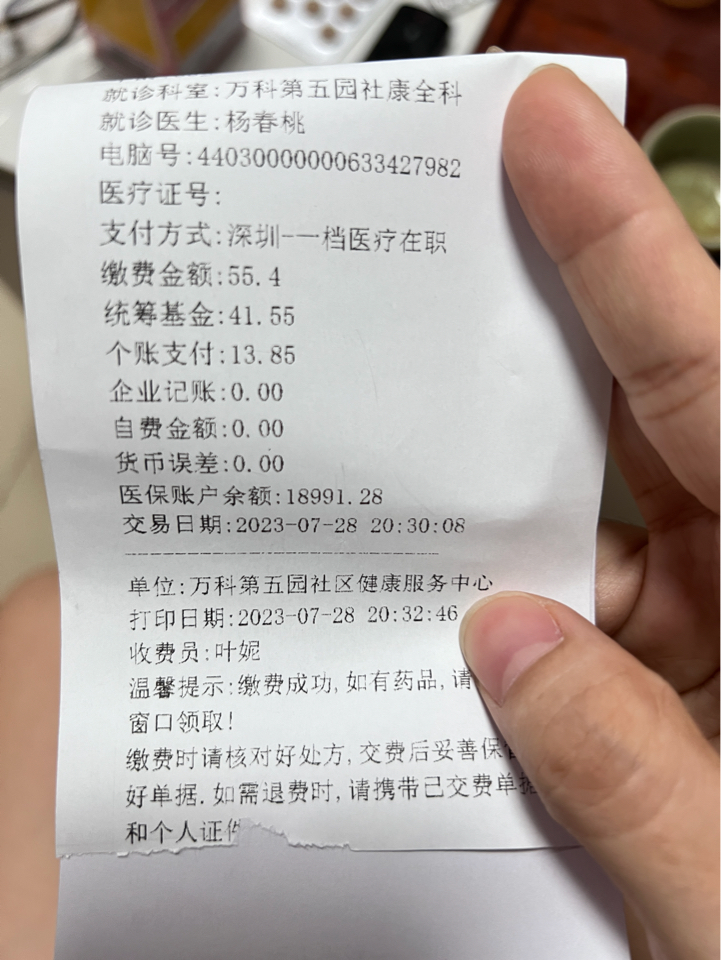 就诊科室:万科第五园社康全科
就诊医生:杨春桃
电脑号:44030000000633427982
医疗证号:
支付方式:深圳-一档医疗在职
缴费金额:55.4
统筹基金:41.55
个账支付:13.85
企业记账:0.00
自费金额:0.00
货币误差:0.00
医保账户余额:18991.28
交易日期:2023-07-28 20:30:08
单位:万科第五园社区健康服务中心
打印日期:2023-07-28 20:32:46
收费员:叶妮
温馨提示:缴费成功,如有药品,请
窗口领取!
缴费时请核对好处方,交费后妥善保管
好单据.如需退费时,请携带已交费单据
和个人证件